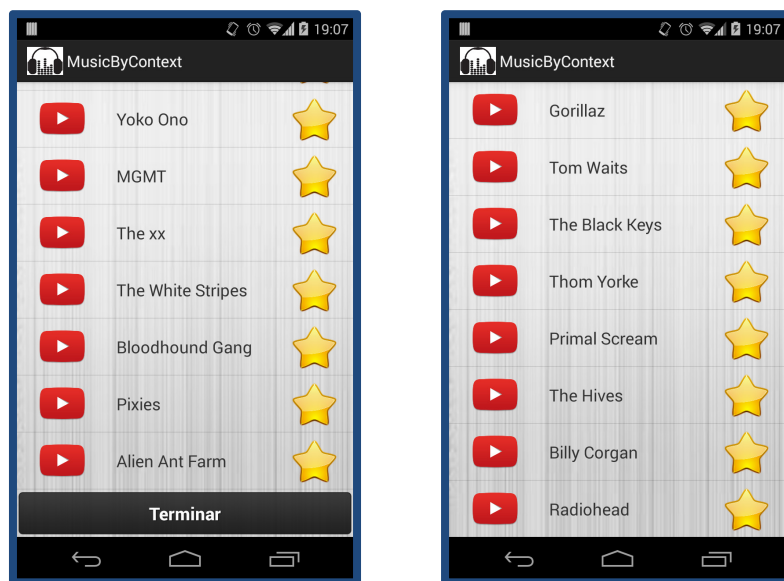 19:07
MusicByContext
Yoko Ono
MGMT
The xx
The White Stripes
Bloodhound Gang
Pixies
Alien Ant Farm
Terminar
19:07
MusicByContext
Gorillaz
Tom Waits
The Black Keys
Thom Yorke
Primal Scream
The Hives
Billy Corgan
Radiohead